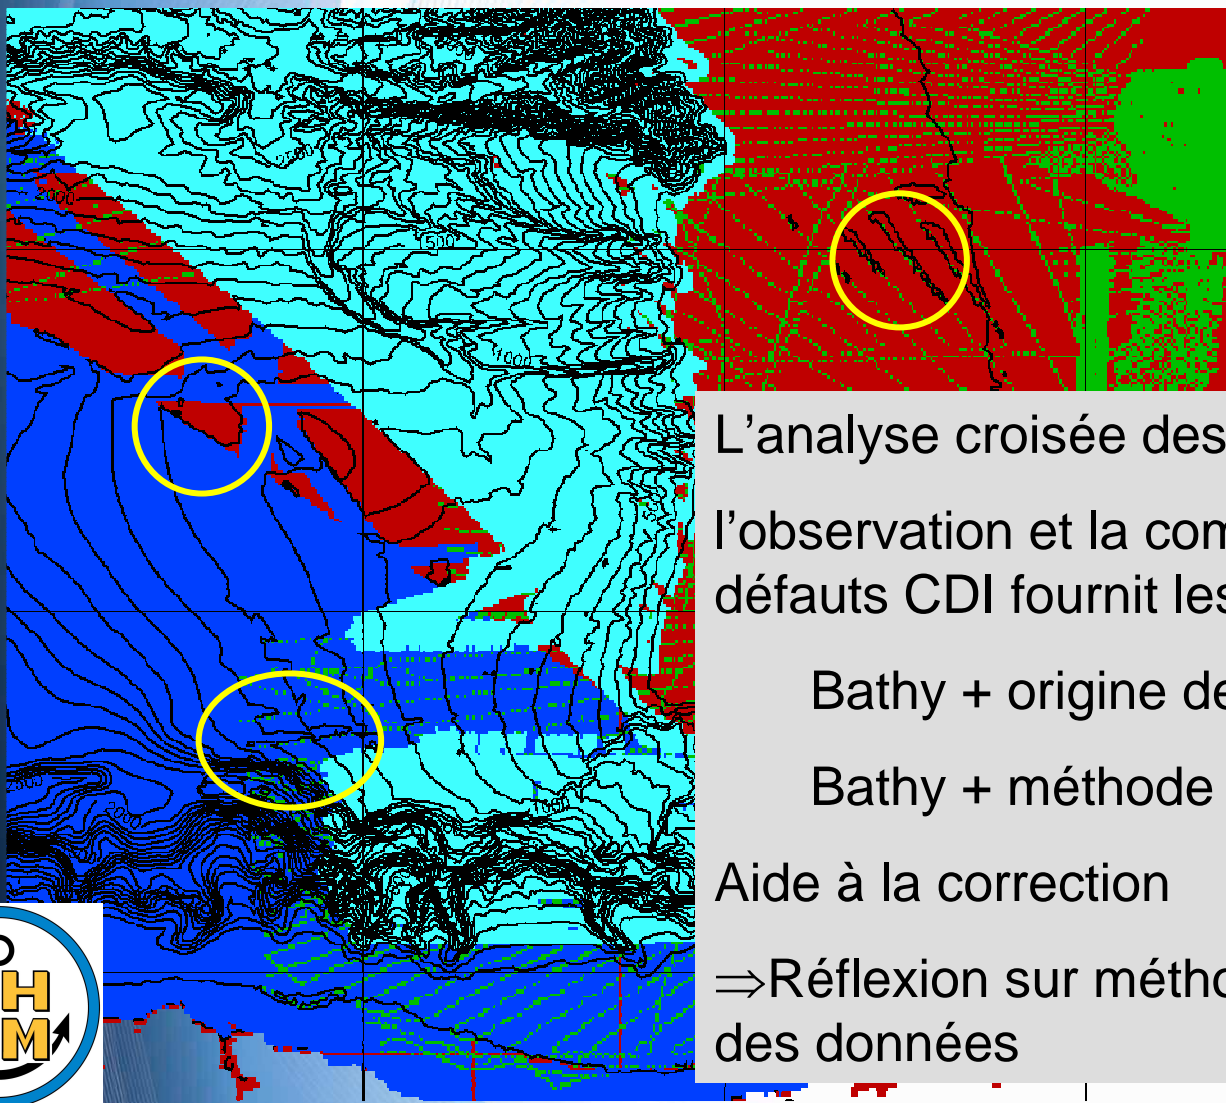 L’analyse croisée des
l’observation et la com
défauts CDI fournit les
Bathy + origine de
Bathy + méthode
Aide à la correction
⇒Réflexion sur métho
des données
1000
H
M